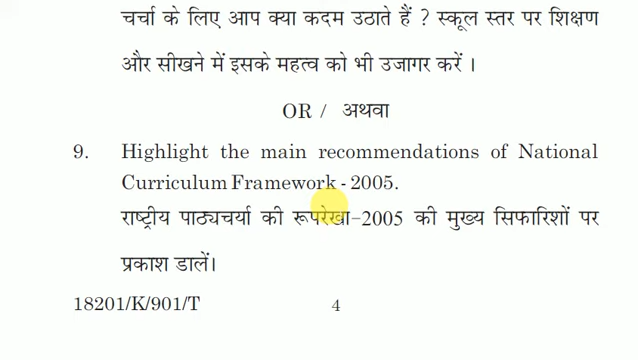 चर्चा के लिए आप क्या कदम उठाते हैं ? स्कूल स्तर पर शिक्षण
और सीखने में इसके महत्व को भी उजागर करें ।
OR / अथवा
9. Highlight the main recommendations of National
Curriculum Framework - 2005.
राष्ट्रीय पाठ्यचर्या की रूपरेखा-2005 की मुख्य सिफारिशों पर
प्रकाश डालें।
18201/K/901/T 4